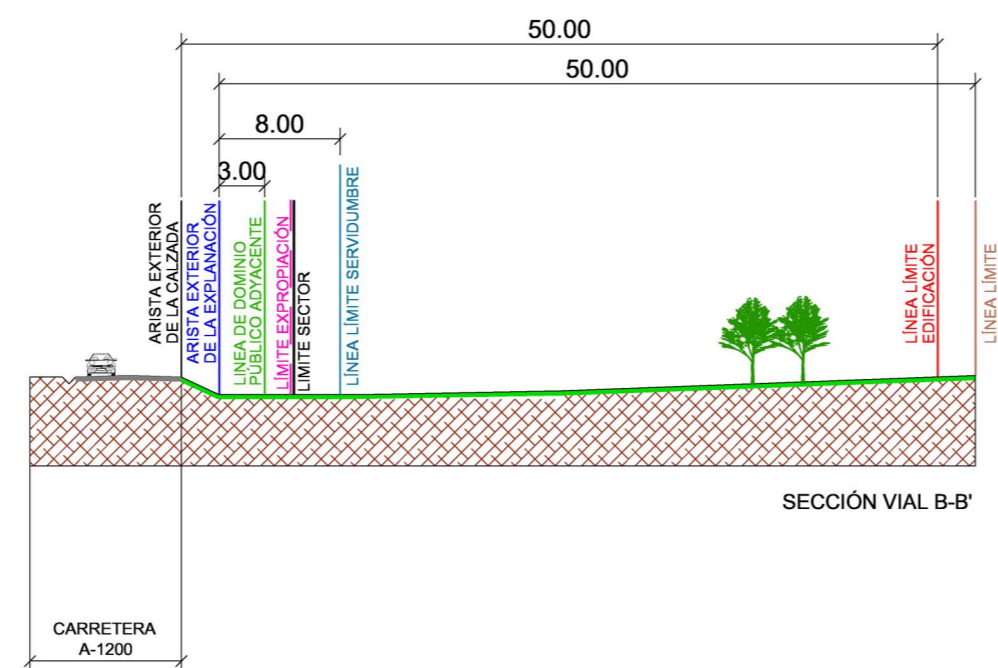 50.00
50.00
8.00
3.00
ARISTA EXTERIOR
DE LA CALZADA
ARISTA EXTERIOR
DE LA EXPLANACIÓN
LINEA DE DOMINIO
PÚBLICO ADYACENTE
LÍMITE EXPROPIACIÓN
LIMITE SECTOR
LINEA LÍMITE SERVIDUMBRE
LÍNEA LÍMITE
EDIFICACIÓN
LÍNEA LÍMITE
SECCIÓN VIAL B-B'
CARRETERA
A-1200